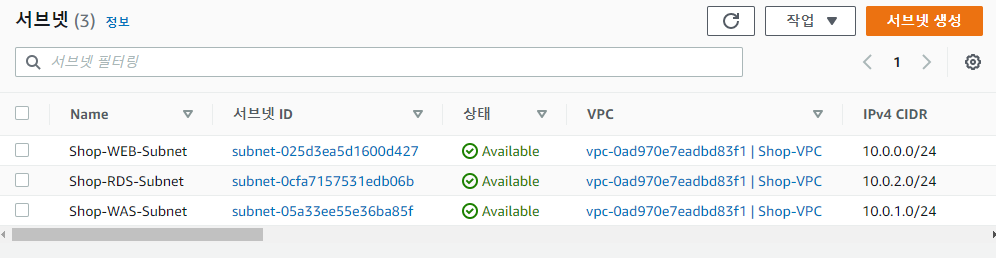 서브넷 (3) 정보
작업
서브넷 생성
서브넷 필터링
1
Name 서브넷 ID 상태 VPC IPv4 CIDR
Shop-WEB-Subnet subnet-025d3ea5d1600d427 Available vpc-0ad970e7eadbd83f1 | Shop-VPC 10.0.0.0/24
Shop-RDS-Subnet subnet-0cfa7157531edb06b Available vpc-0ad970e7eadbd83f1 | Shop-VPC 10.0.2.0/24
Shop-WAS-Subnet subnet-05a33ee55e36ba85f Available vpc-0ad970e7eadbd83f1 | Shop-VPC 10.0.1.0/24